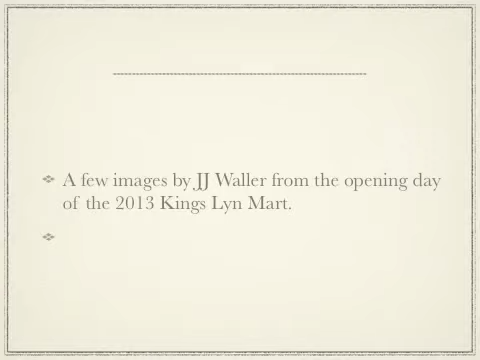 A few images by JJ Waller from the opening day
of the 2013 Kings Lyn Mart.